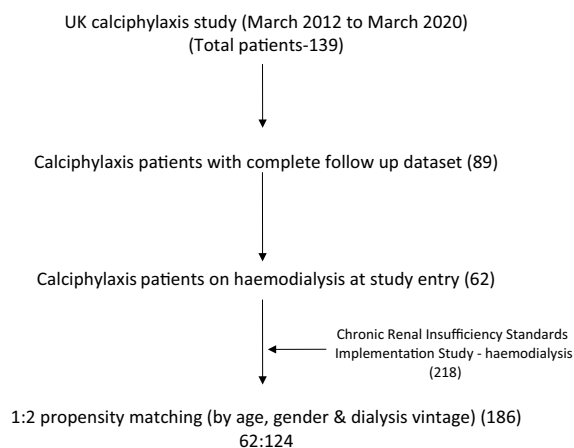 UK calciphylaxis study (March 2012 to March 2020)
(Total patients-139)
Calciphylaxis patients with complete follow up dataset (89)
Calciphylaxis patients on haemodialysis at study entry (62)
Chronic Renal Insufficiency Standards
Implementation Study - haemodialysis
(218)
1:2 propensity matching (by age, gender & dialysis vintage) (186)
62:124